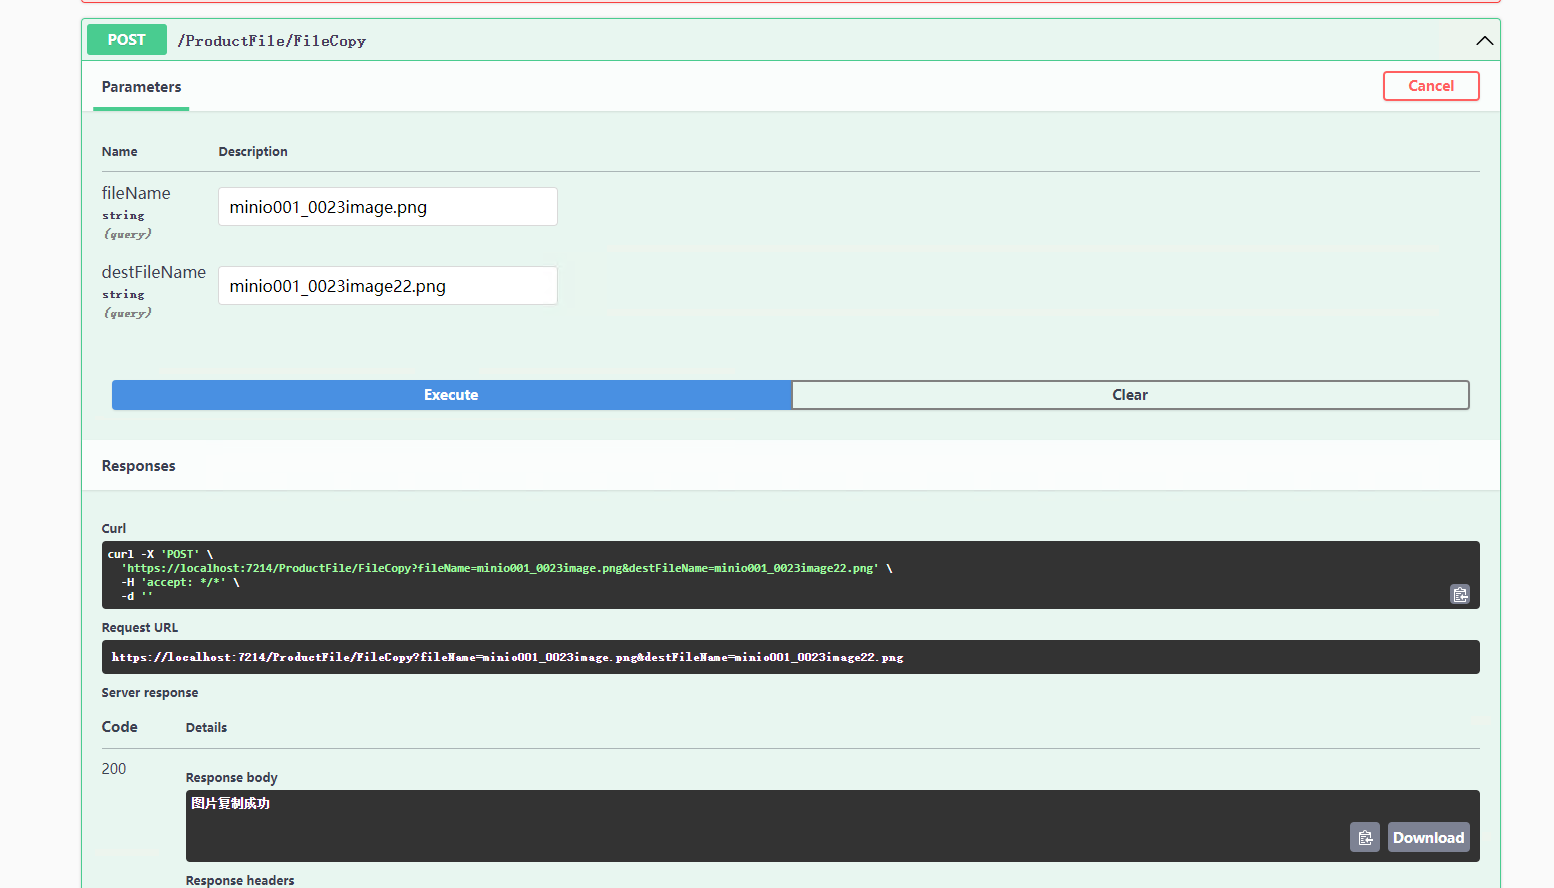 POST /ProductFile/FileCopy
Parameters
Cancel
Name Description
fileName
string
(query)
minio001_0023image.png
destFileName
string
(query)
minio001_0023image22.png
Execute
Clear
Responses
Curl
curl -X 'POST' \
'https://localhost:7214/ProductFile/FileCopy?fileName=minio001_0023image.png&destFileName=minio001_0023image22.png' \
-H 'accept: */*' \
-d ''
Request URL
https://localhost:7214/ProductFile/FileCopy?fileName=minio001_0023image.png&destFileName=minio001_0023image22.png
Server response
Code Details
200
Response body
图片复制成功
Download
Response headers